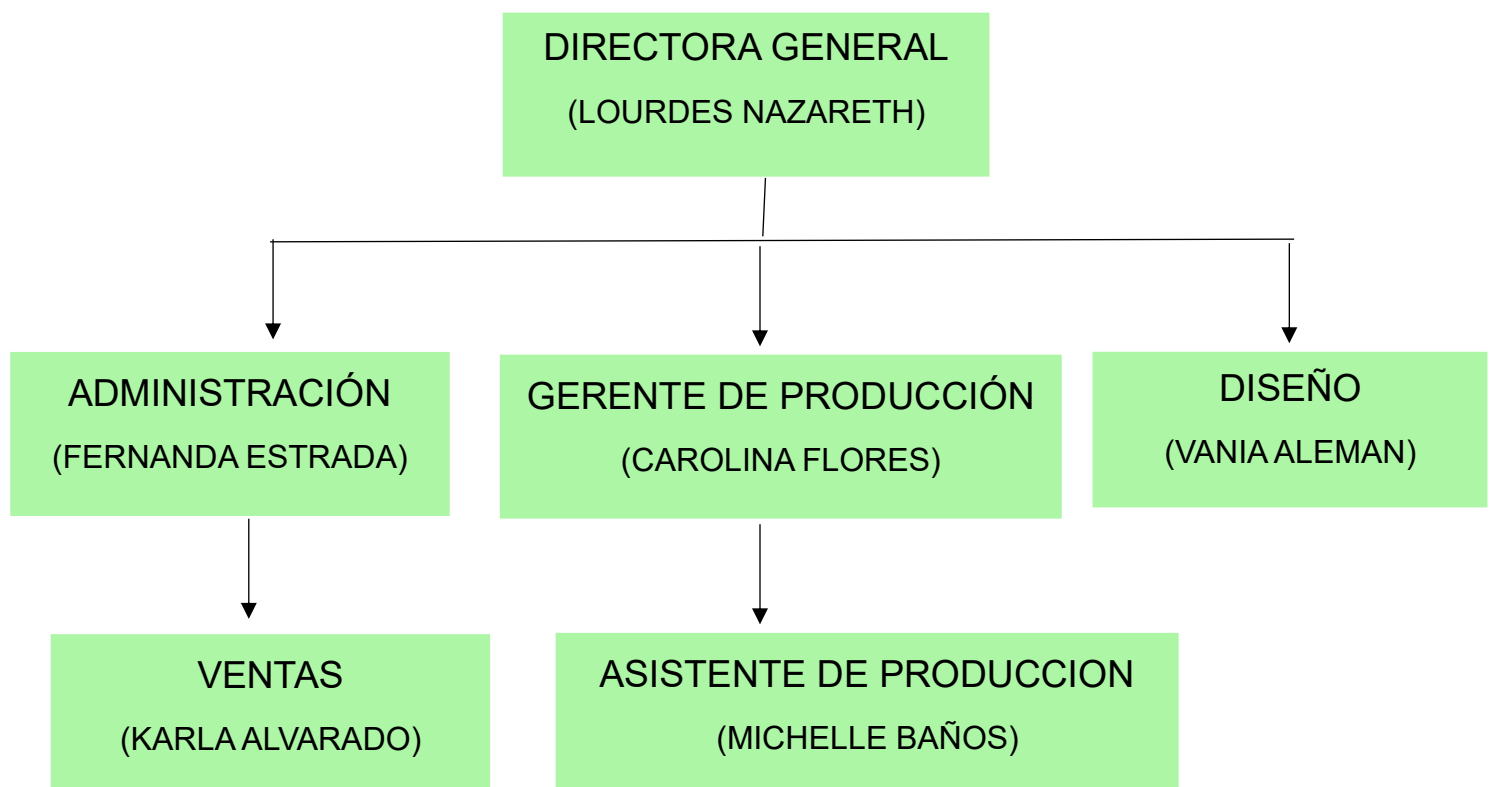 DIRECTORA GENERAL
(LOURDES NAZARETH)
ADMINISTRACIÓN
(FERNANDA ESTRADA)
GERENTE DE PRODUCCIÓN
(CAROLINA FLORES)
DISEÑO
(VANIA ALEMAN)
VENTAS
(KARLA ALVARADO)
ASISTENTE DE PRODUCCION
(MICHELLE BAÑOS)